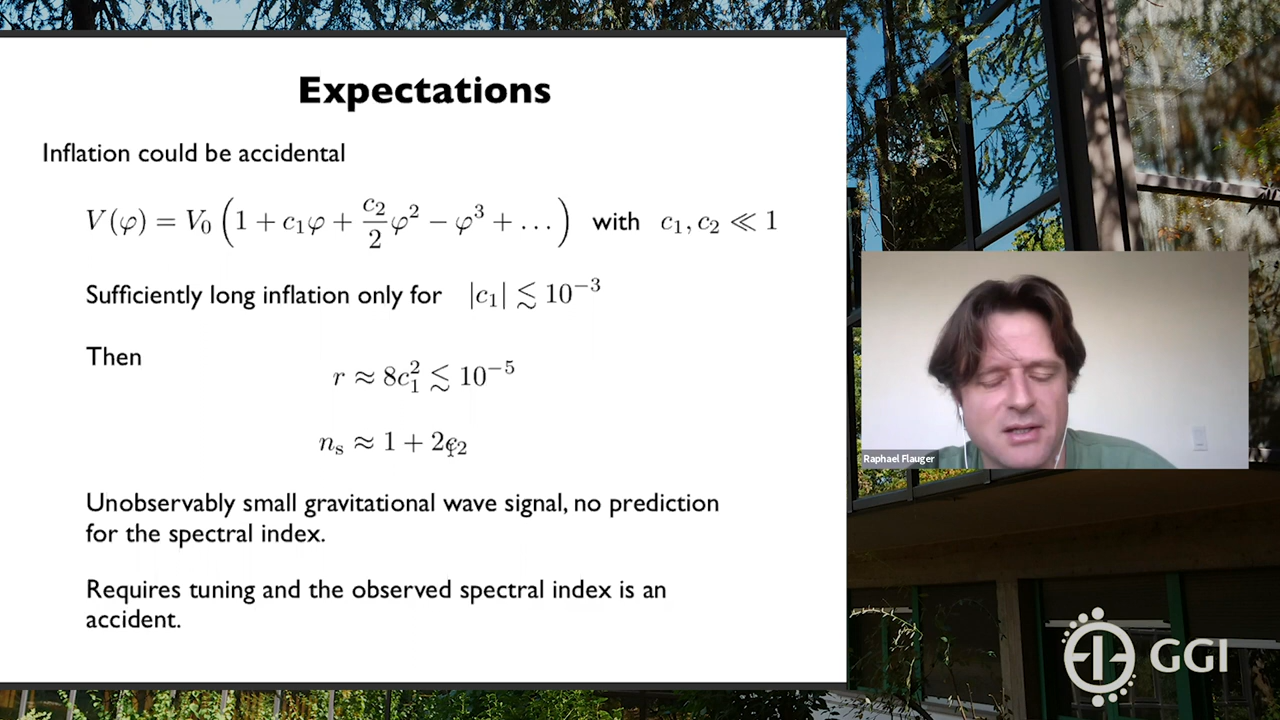 Expectations
Inflation could be accidental
V(φ) = V₀ (1 + c₁φ + c₂/2 φ² − φ³ + …) with c₁, c₂ ≪ 1
Sufficiently long inflation only for |c₁| ≲ 10⁻³
Then
r ≈ 8c₁² ≲ 10⁻⁵
nₛ ≈ 1 + 2c₂
Unobservably small gravitational wave signal, no prediction
for the spectral index.
Requires tuning and the observed spectral index is an
accident.
Raphael Flauger
GGI